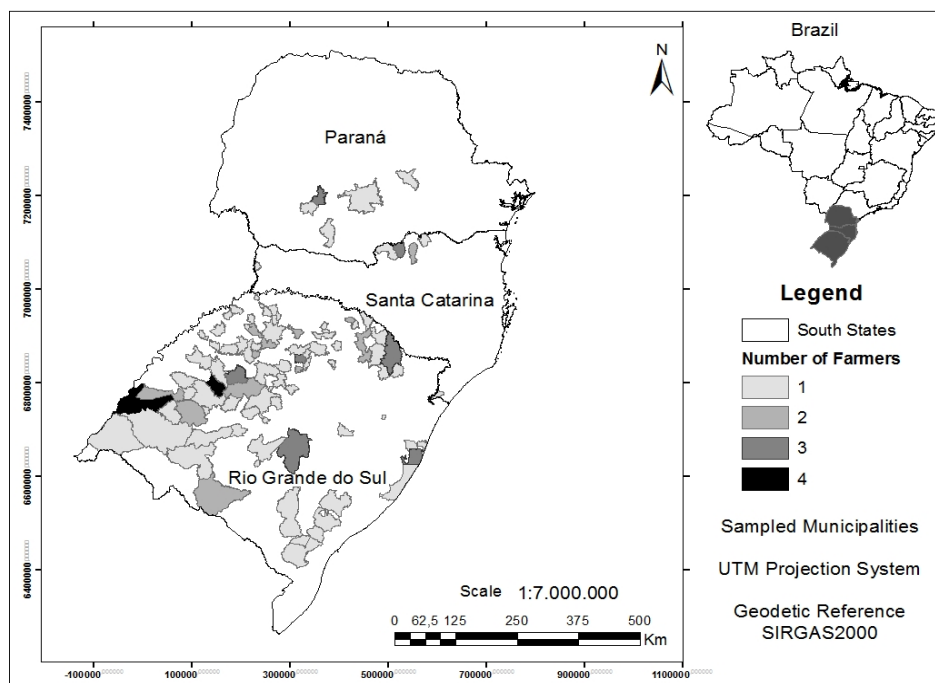 Brazil
N
Paraná
Santa Catarina
Rio Grande do Sul
Legend
South States
Number of Farmers
1
2
3
4
Sampled Municipalities
UTM Projection System
Geodetic Reference
SIRGAS2000
Scale 1:7.000.000
0 62,5 125 250 375 500
Km
7400000
7200000
7000000
6800000
6600000
6400000
-100000 100000 300000 500000 700000 900000 1100000